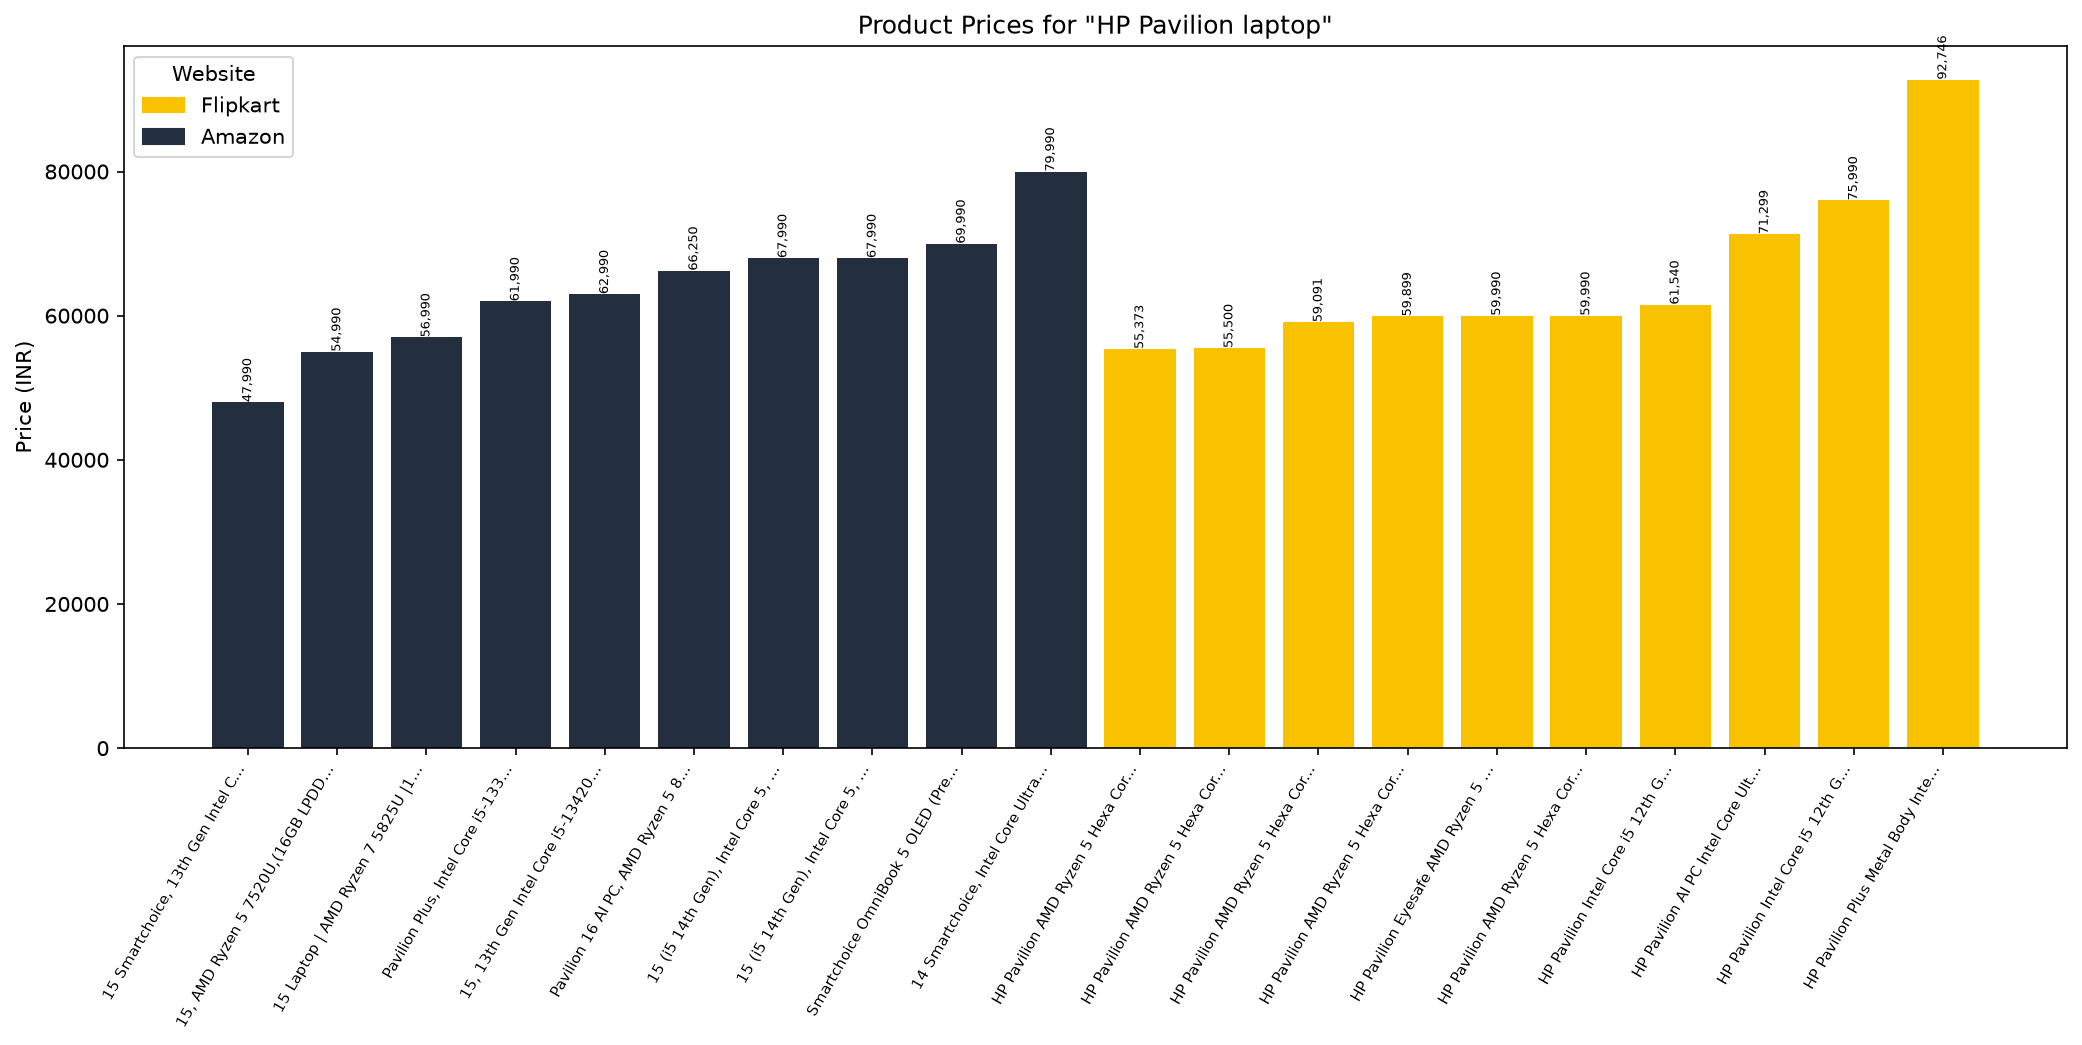 Product Prices for "HP Pavilion laptop"
Website
Flipkart
Amazon
Price (INR)
80000
60000
40000
20000
0
47,990
54,990
56,990
61,990
62,990
66,250
67,990
67,990
69,990
79,990
55,373
55,500
59,091
59,899
59,990
59,990
61,540
71,299
75,990
92,746
15 Smartchoice, 13th Gen Intel C...
15, AMD Ryzen 5 7520U,(16GB LPDD...
15 Laptop | AMD Ryzen 7 5825U |1...
Pavilion Plus, Intel Core i5-133...
15, 13th Gen Intel Core i5-13420...
Pavilion 16 AI PC, AMD Ryzen 5 8...
15 (i5 14th Gen), Intel Core 5, ...
15 (i5 14th Gen), Intel Core 5, ...
Smartchoice OmniBook 5 OLED (Pre...
14 Smartchoice, Intel Core Ultra...
HP Pavilion AMD Ryzen 5 Hexa Cor...
HP Pavilion AMD Ryzen 5 Hexa Cor...
HP Pavilion AMD Ryzen 5 Hexa Cor...
HP Pavilion AMD Ryzen 5 Hexa Cor...
HP Pavilion Eyesafe AMD Ryzen 5 ...
HP Pavilion AMD Ryzen 5 Hexa Cor...
HP Pavilion Intel Core i5 12th G...
HP Pavilion AI PC Intel Core Ult...
HP Pavilion Intel Core i5 12th G...
HP Pavilion Plus Metal Body Inte...